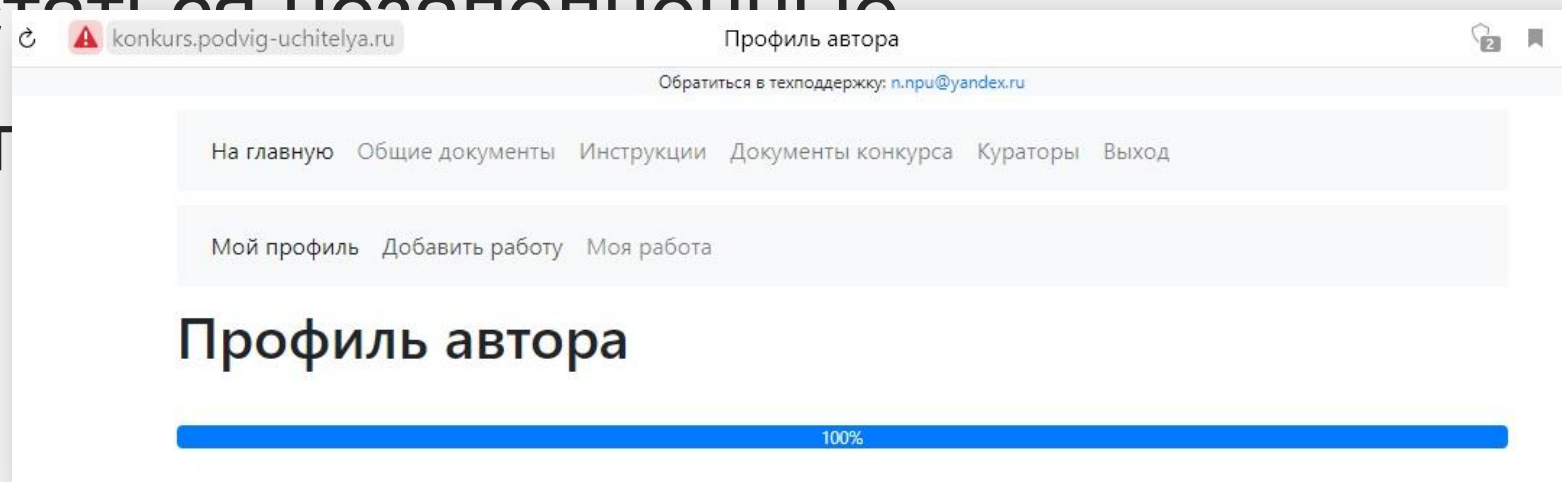 konkurs.podvig-uchitelya.ru Профиль автора 2
Обратиться в техподдержку: n.npu@yandex.ru
На главную Общие документы Инструкции Документы конкурса Кураторы Выход
Мой профиль Добавить работу Моя работа
Профиль автора
100%